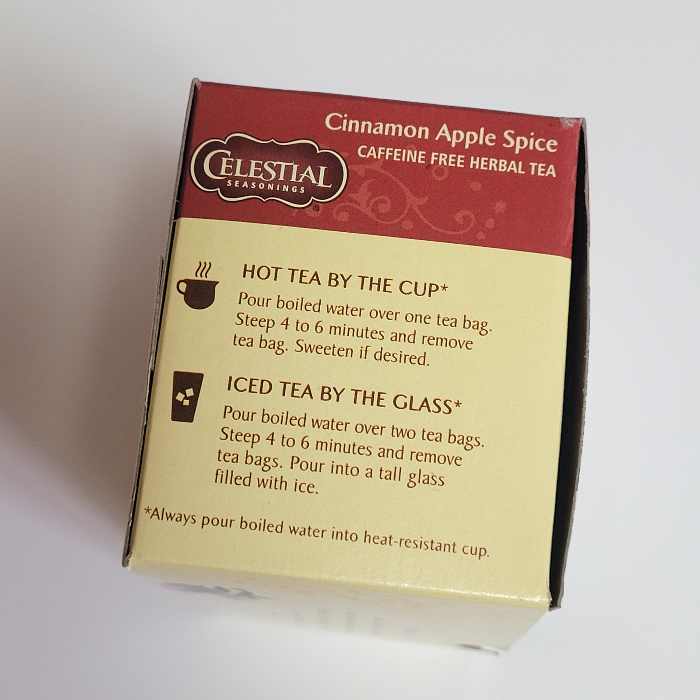 Cinnamon Apple Spice
CAFFEINE FREE HERBAL TEA
CELESTIAL
SEASONINGS
HOT TEA BY THE CUP*
Pour boiled water over one tea bag.
Steep 4 to 6 minutes and remove
tea bag. Sweeten if desired.
ICED TEA BY THE GLASS*
Pour boiled water over two tea bags.
Steep 4 to 6 minutes and remove
tea bags. Pour into a tall glass
filled with ice.
*Always pour boiled water into heat-resistant cup.